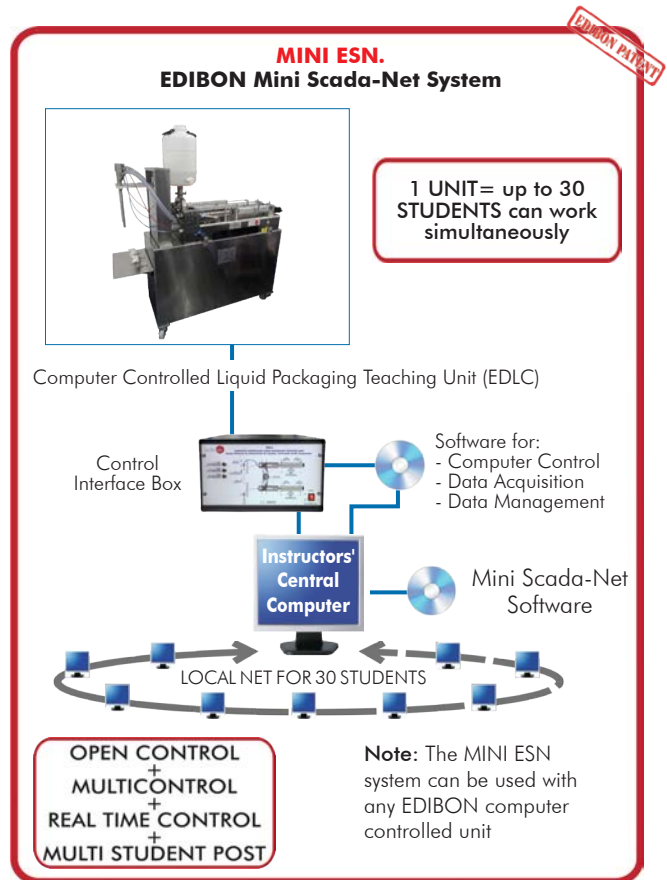 EDIBON PATENT
MINI ESN.
EDIBON Mini Scada-Net System
1 UNIT= up to 30
STUDENTS can work
simultaneously
Computer Controlled Liquid Packaging Teaching Unit (EDLC)
Control
Interface Box
Software for:
- Computer Control
- Data Acquisition
- Data Management
Instructors'
Central
Computer
Mini Scada-Net
Software
LOCAL NET FOR 30 STUDENTS
OPEN CONTROL
+
MULTICONTROL
+
REAL TIME CONTROL
+
MULTI STUDENT POST
Note: The MINI ESN
system can be used with
any EDIBON computer
controlled unit